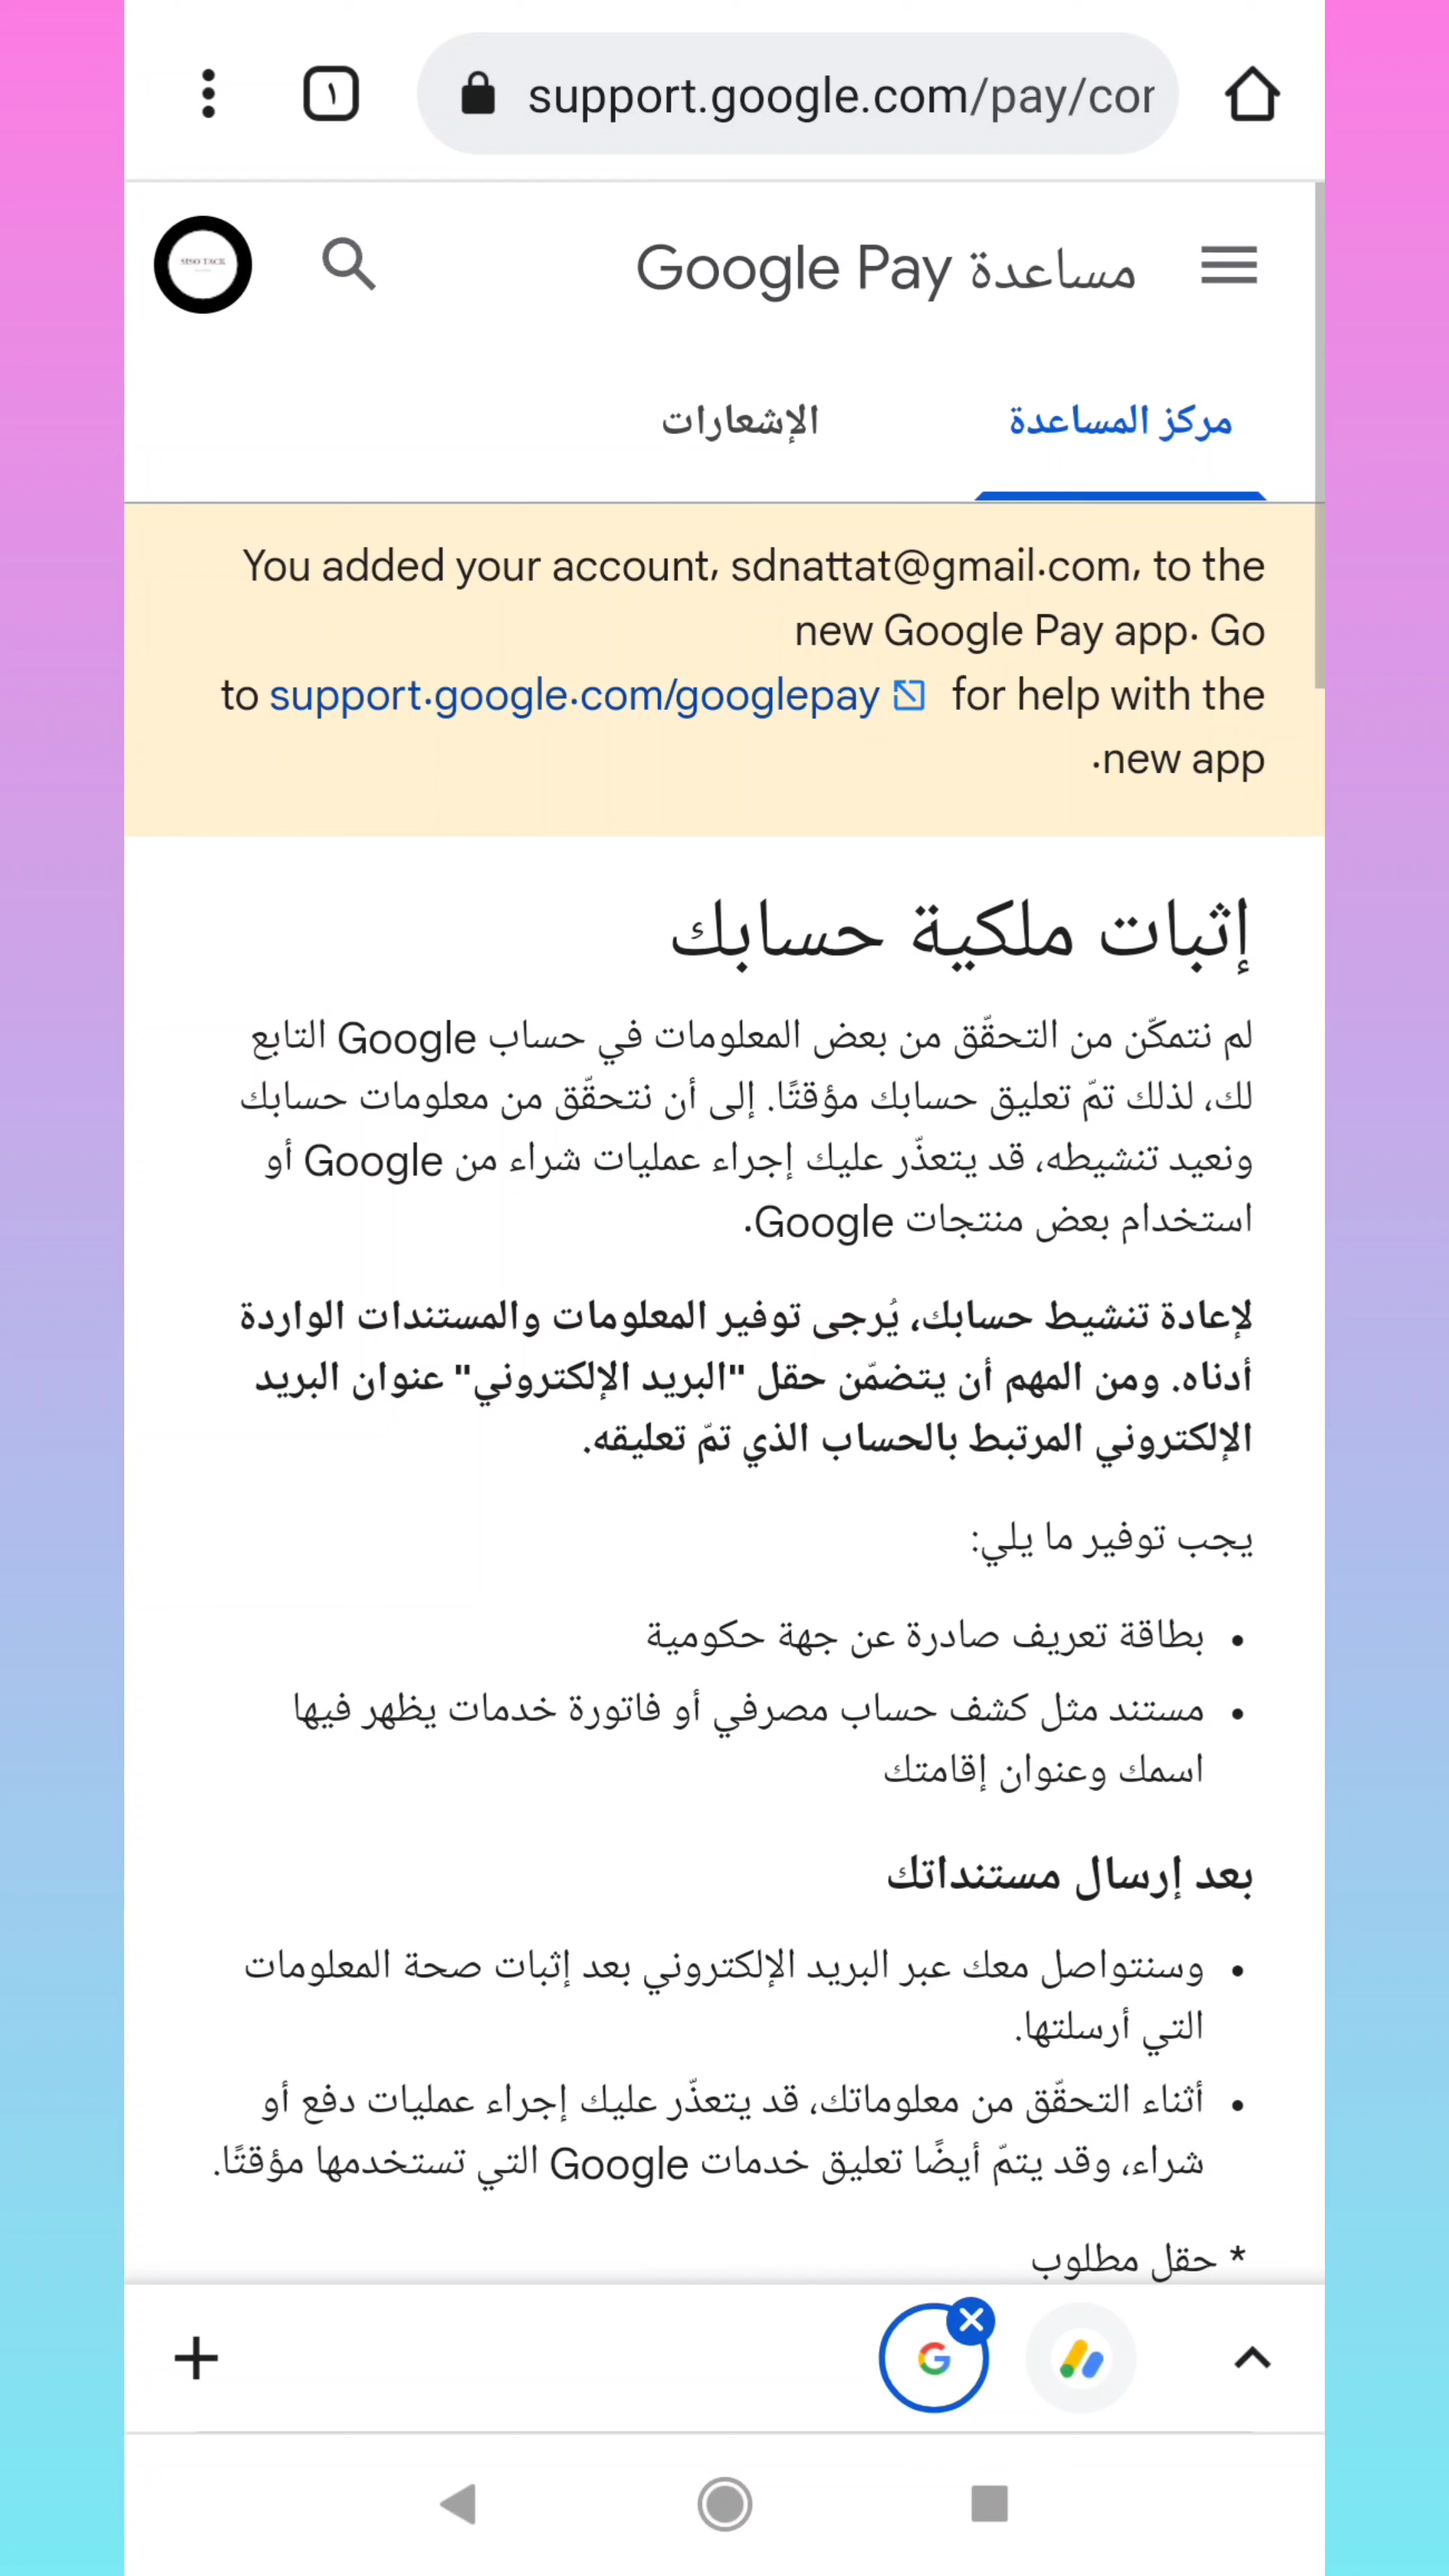 ١
support.google.com/pay/cor
SISO TACK
مساعدة Google Pay
مركز المساعدة
الإشعارات
You added your account، sdnattat@gmail.com، to the
new Google Pay app. Go
to support.google.com/googlepay for help with the
.new app
إثبات ملكية حسابك
لم نتمكّن من التحقّق من بعض المعلومات في حساب Google التابع
لك، لذلك تمّ تعليق حسابك مؤقتًا. إلى أن نتحقّق من معلومات حسابك
ونعيد تنشيطه، قد يتعذّر عليك إجراء عمليات شراء من Google أو
استخدام بعض منتجات Google.
لإعادة تنشيط حسابك، يُرجى توفير المعلومات والمستندات الواردة
أدناه. ومن المهم أن يتضمّن حقل "البريد الإلكتروني" عنوان البريد
الإلكتروني المرتبط بالحساب الذي تمّ تعليقه.
يجب توفير ما يلي:
• بطاقة تعريف صادرة عن جهة حكومية
• مستند مثل كشف حساب مصرفي أو فاتورة خدمات يظهر فيها
اسمك وعنوان إقامتك
بعد إرسال مستنداتك
• وسنتواصل معك عبر البريد الإلكتروني بعد إثبات صحة المعلومات
التي أرسلتها.
• أثناء التحقّق من معلوماتك، قد يتعذّر عليك إجراء عمليات دفع أو
شراء، وقد يتمّ أيضًا تعليق خدمات Google التي تستخدمها مؤقتًا.
* حقل مطلوب